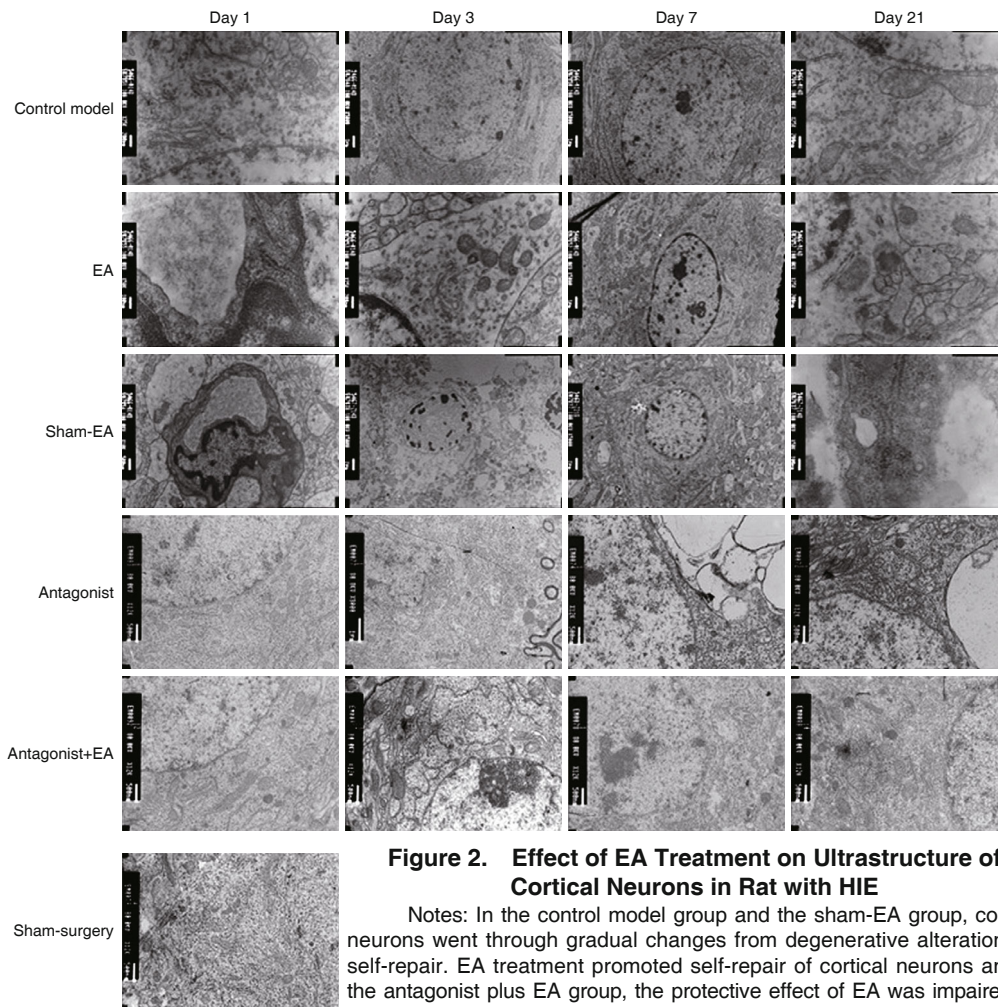 Day 1 Day 3 Day 7 Day 21
Control model
EA
Sham-EA
Antagonist
Antagonist+EA
Sham-surgery
Figure 2. Effect of EA Treatment on Ultrastructure of
Cortical Neurons in Rat with HIE
Notes: In the control model group and the sham-EA group, co
neurons went through gradual changes from degenerative alteration
self-repair. EA treatment promoted self-repair of cortical neurons an
the antagonist plus EA group, the protective effect of EA was impaire